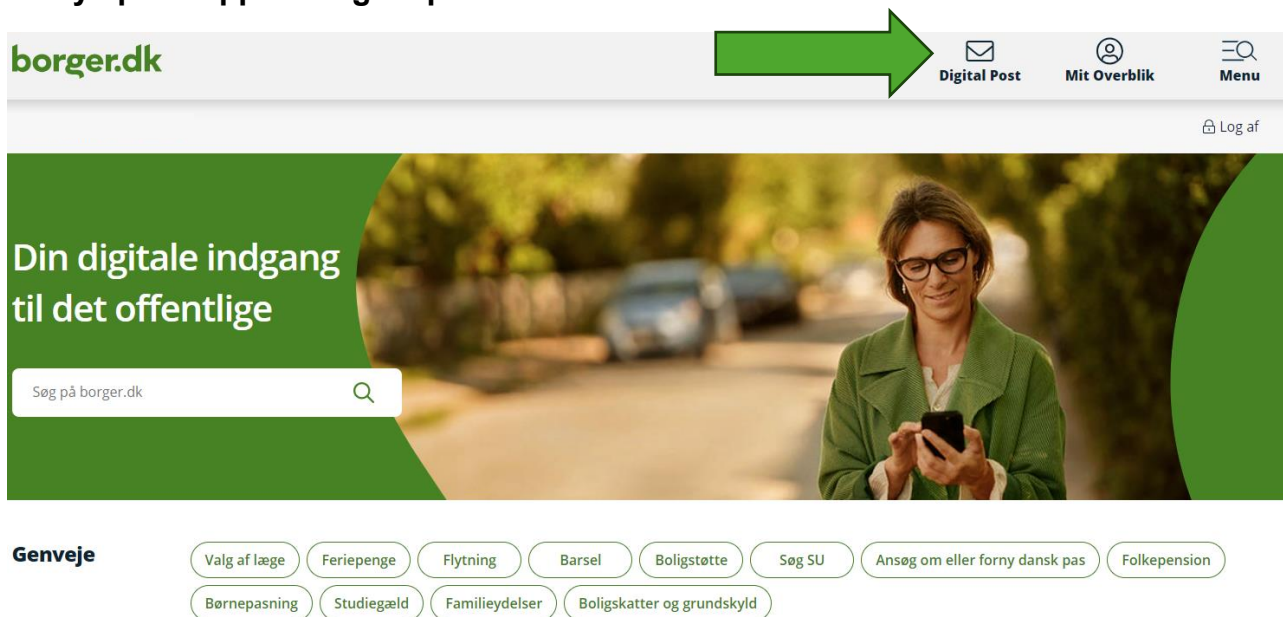 borger.dk
Digital Post Mit Overblik Menu
Log af
Din digitale indgang
til det offentlige
Søg på borger.dk
Genveje
Valg af læge Feriepenge Flytning Barsel Boligstøtte Søg SU Ansøg om eller forny dansk pas Folkepension
Børnepasning Studiegæld Familieydelser Boligskatter og grundskyld